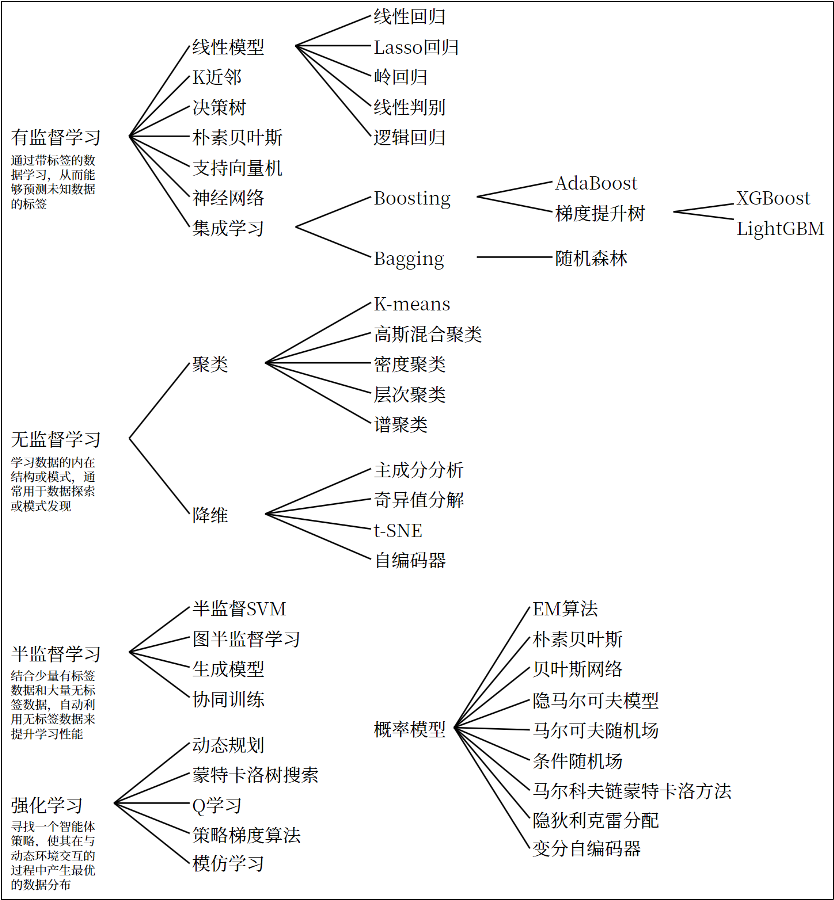 线性回归
线性模型
Lasso回归
K近邻
岭回归
决策树
线性判别
有监督学习
朴素贝叶斯
逻辑回归
通过带标签的数
据学习，从而能
够预测未知数据
的标签
支持向量机
神经网络
集成学习
Boosting
AdaBoost
梯度提升树
XGBoost
LightGBM
Bagging
随机森林
K-means
高斯混合聚类
聚类
密度聚类
层次聚类
谱聚类
无监督学习
学习数据的内在
结构或模式，通
常用于数据探索
或模式发现
主成分分析
奇异值分解
降维
t-SNE
自编码器
半监督SVM
图半监督学习
半监督学习
生成模型
协同训练
结合少量有标签
数据和大量无标
签数据，自动利
用无标签数据来
提升学习性能
动态规划
蒙特卡洛树搜索
强化学习
Q学习
策略梯度算法
模仿学习
寻找一个智能体
策略，使其在与
动态环境交互的
过程中产生最优
的数据分布
EM算法
朴素贝叶斯
贝叶斯网络
隐马尔可夫模型
概率模型
马尔可夫随机场
条件随机场
马尔科夫链蒙特卡洛方法
隐狄利克雷分配
变分自编码器